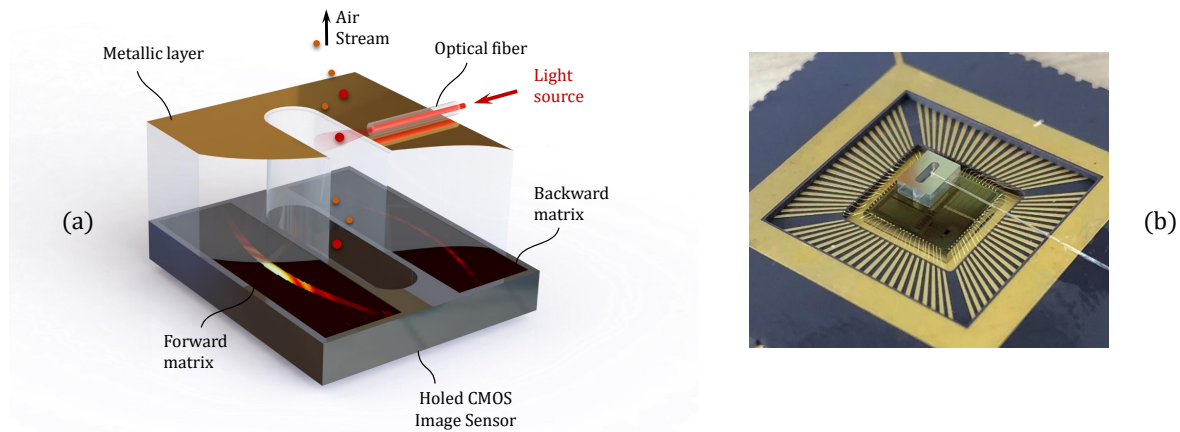 Air
Stream
Metallic layer
Optical fiber
Light
source
(a)
Backward
matrix
(b)
Forward
matrix
Holed CMOS
Image Sensor